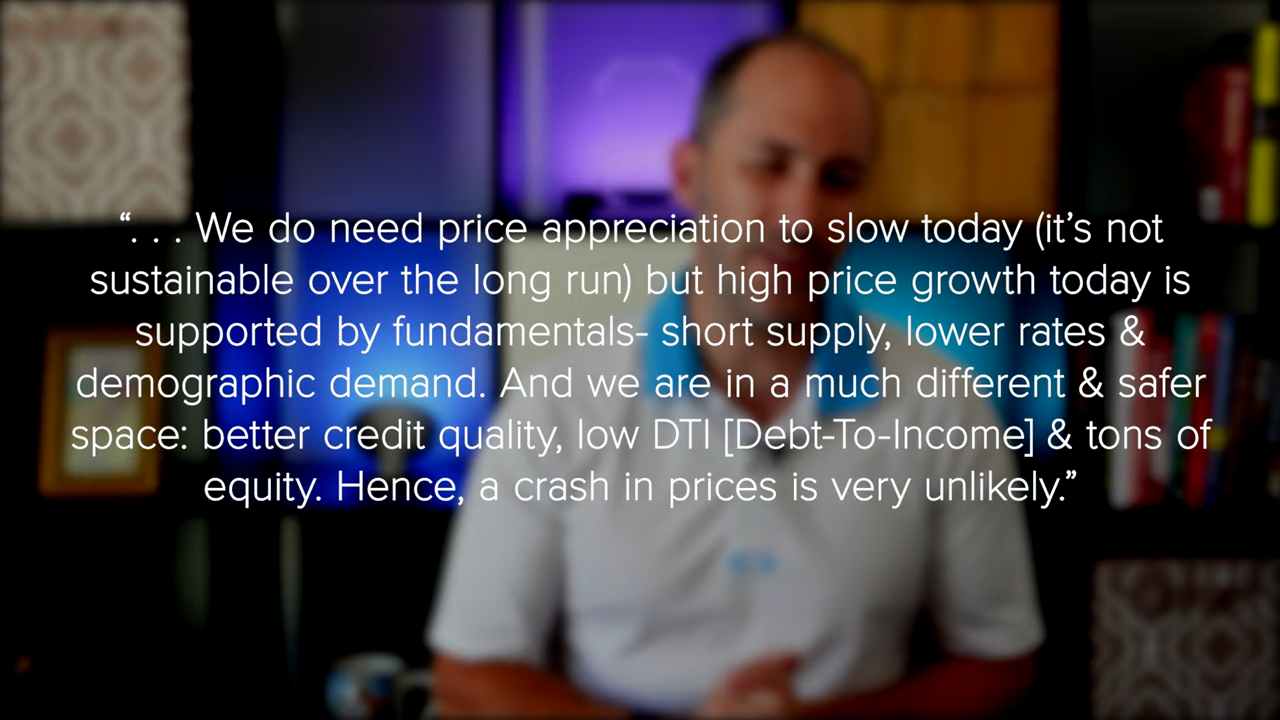 “. . . We do need price appreciation to slow today (it’s not
sustainable over the long run) but high price growth today is
supported by fundamentals- short supply, lower rates &
demographic demand. And we are in a much different & safer
space: better credit quality, low DTI [Debt-To-Income] & tons of
equity. Hence, a crash in prices is very unlikely.”